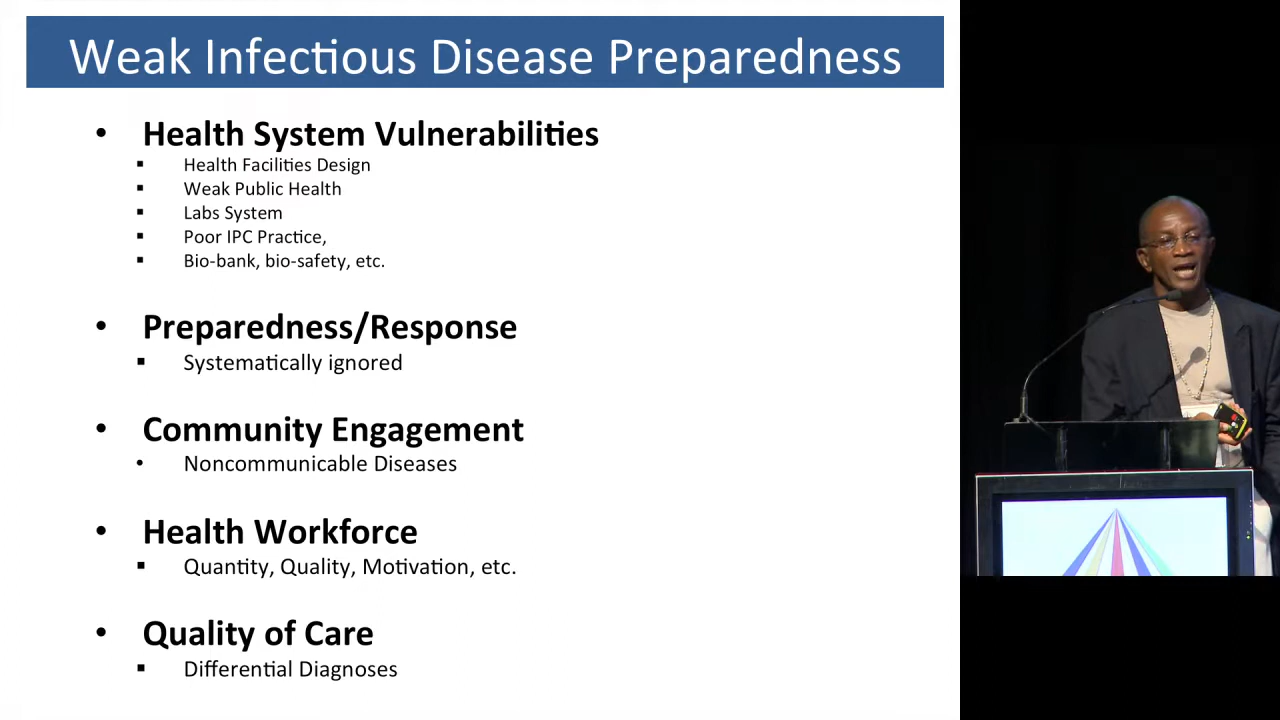 Weak Infectious Disease Preparedness
• Health System Vulnerabilities
▪ Health Facilities Design
▪ Weak Public Health
▪ Labs System
▪ Poor IPC Practice,
▪ Bio-bank, bio-safety, etc.
• Preparedness/Response
▪ Systematically ignored
• Community Engagement
• Noncommunicable Diseases
• Health Workforce
▪ Quantity, Quality, Motivation, etc.
• Quality of Care
▪ Differential Diagnoses